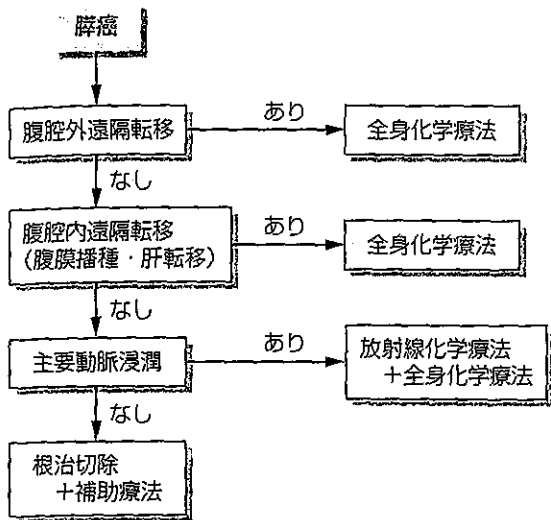 膵癌
腹腔外遠隔転移
あり
全身化学療法
なし
腹腔内遠隔転移
(腹膜播種・肝転移)
あり
全身化学療法
なし
主要動脈浸潤
あり
放射線化学療法
+全身化学療法
なし
根治切除
+補助療法